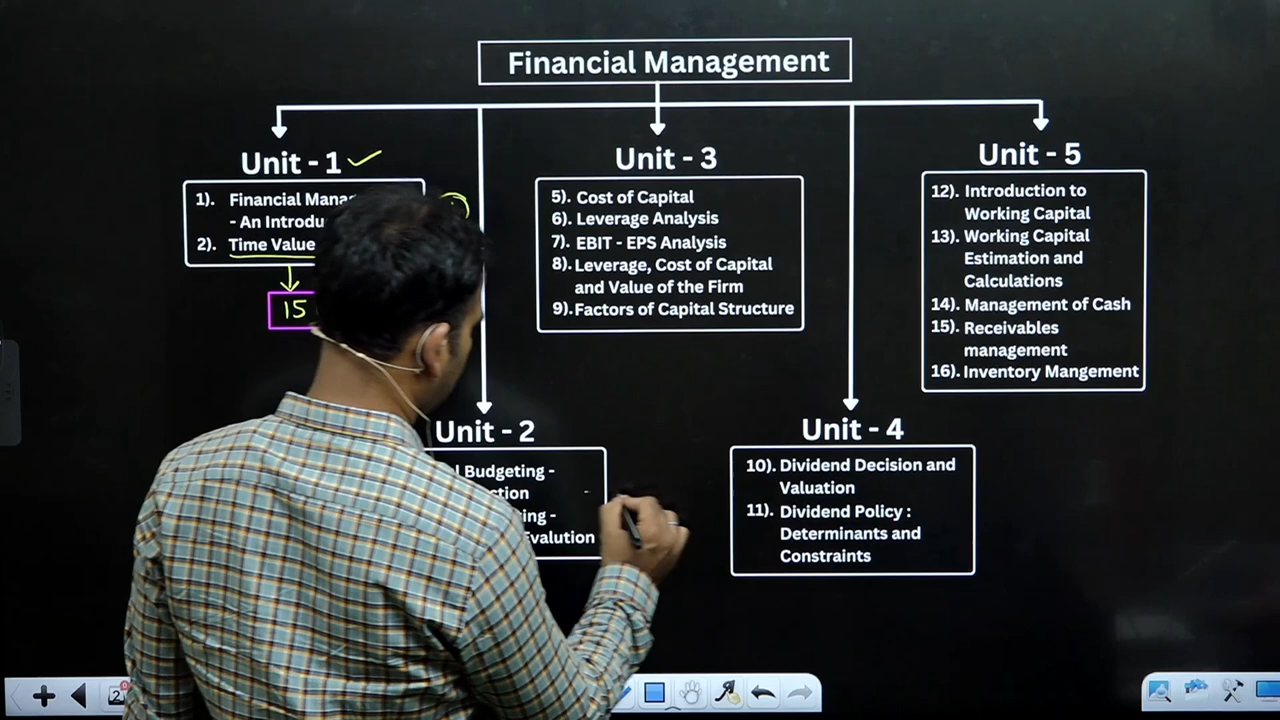 Financial Management
Unit - 1
1). Financial
- An
2). Time Value
15
Unit - 2
Budgeting -
Evalution
Unit - 3
5). Cost of Capital
6). Leverage Analysis
7). EBIT - EPS Analysis
8). Leverage, Cost of Capital
and Value of the Firm
9). Factors of Capital Structure
Unit - 4
10). Dividend Decision and
Valuation
11). Dividend Policy :
Determinants and
Constraints
Unit - 5
12). Introduction to
Working Capital
13). Working Capital
Estimation and
Calculations
14). Management of Cash
15). Receivables
management
16). Inventory Mangement